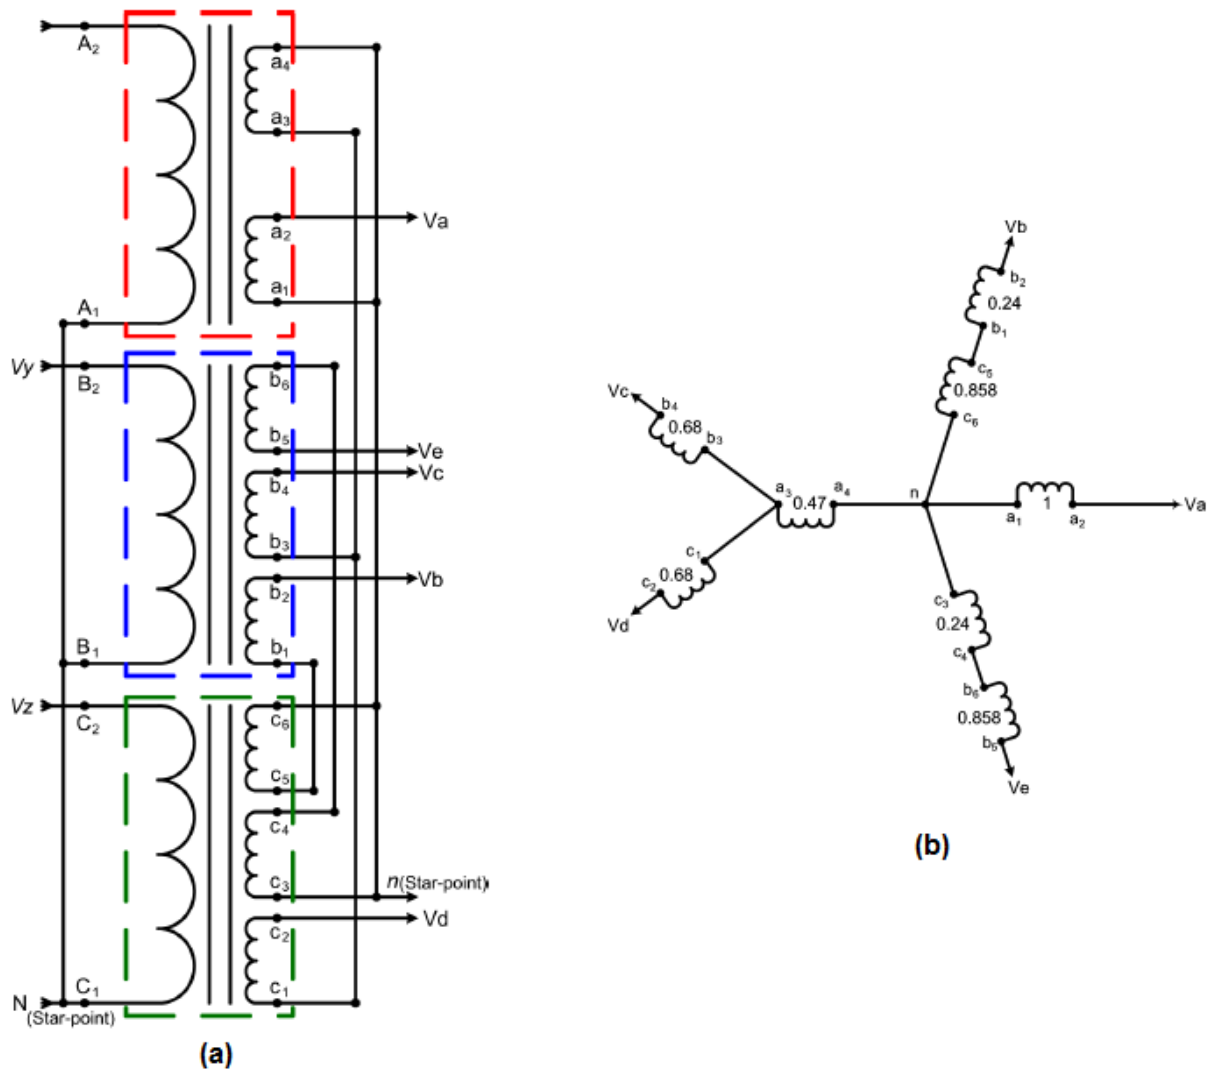 A2
a4
a3
Va
a2
a1
A1
Vy
B2
b6
b5
Ve
b4
Vc
b3
b2
Vb
B1
b1
Vz
C2
c6
c5
c4
c3
n(Star-point)
c2
Vd
C1
c1
N
(Star-point)
(a)
Vb
b2
0.24
b1
c5
0.858
c6
Vc
b4
0.68
b3
a3
0.47
a4
n
a1
1
a2
Va
c1
0.68
c2
Vd
c3
0.24
c4
b6
0.858
b5
Ve
(b)